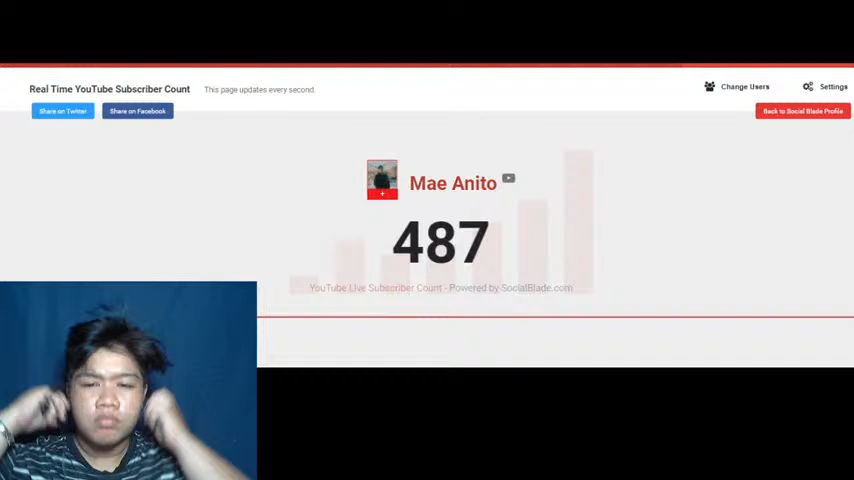 Real Time YouTube Subscriber Count This page updates every second.
Change Users Settings
Share on Twitter Share on Facebook Back to Social Blade Profile
Mae Anito
+
487
YouTube Live Subscriber Count - Powered by SocialBlade.com